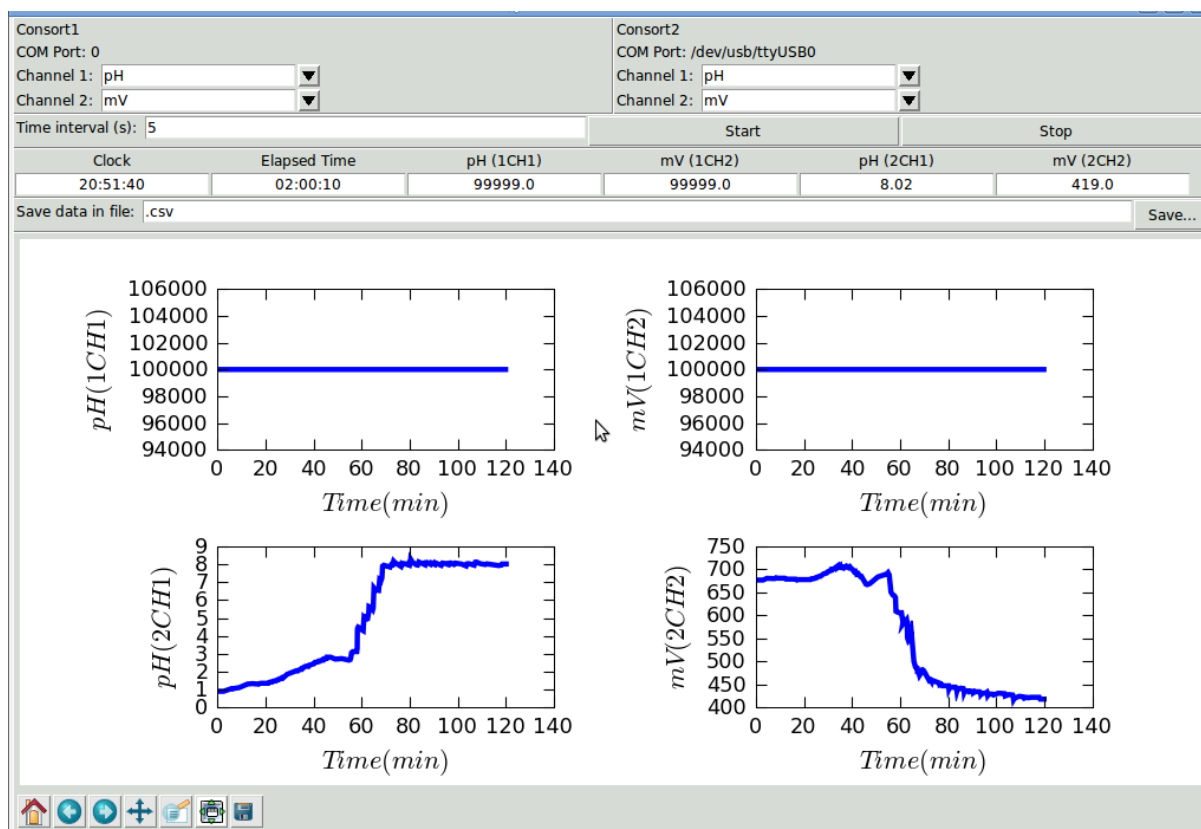 Consort1
COM Port: 0
Channel 1: pH
Channel 2: mV
Consort2
COM Port: /dev/usb/ttyUSB0
Channel 1: pH
Channel 2: mV
Time interval (s): 5 Start Stop
Clock Elapsed Time pH (1CH1) mV (1CH2) pH (2CH1) mV (2CH2)
20:51:40 02:00:10 99999.0 99999.0 8.02 419.0
Save data in file: .csv Save...
106000
104000
102000
100000
98000
96000
94000
pH(1CH1)
0 20 40 60 80 100 120 140
Time(min)
106000
104000
102000
100000
98000
96000
94000
mV(1CH2)
0 20 40 60 80 100 120 140
Time(min)
9
8
7
6
5
4
3
2
1
0
pH(2CH1)
0 20 40 60 80 100 120 140
Time(min)
750
700
650
600
550
500
450
400
mV(2CH2)
0 20 40 60 80 100 120 140
Time(min)